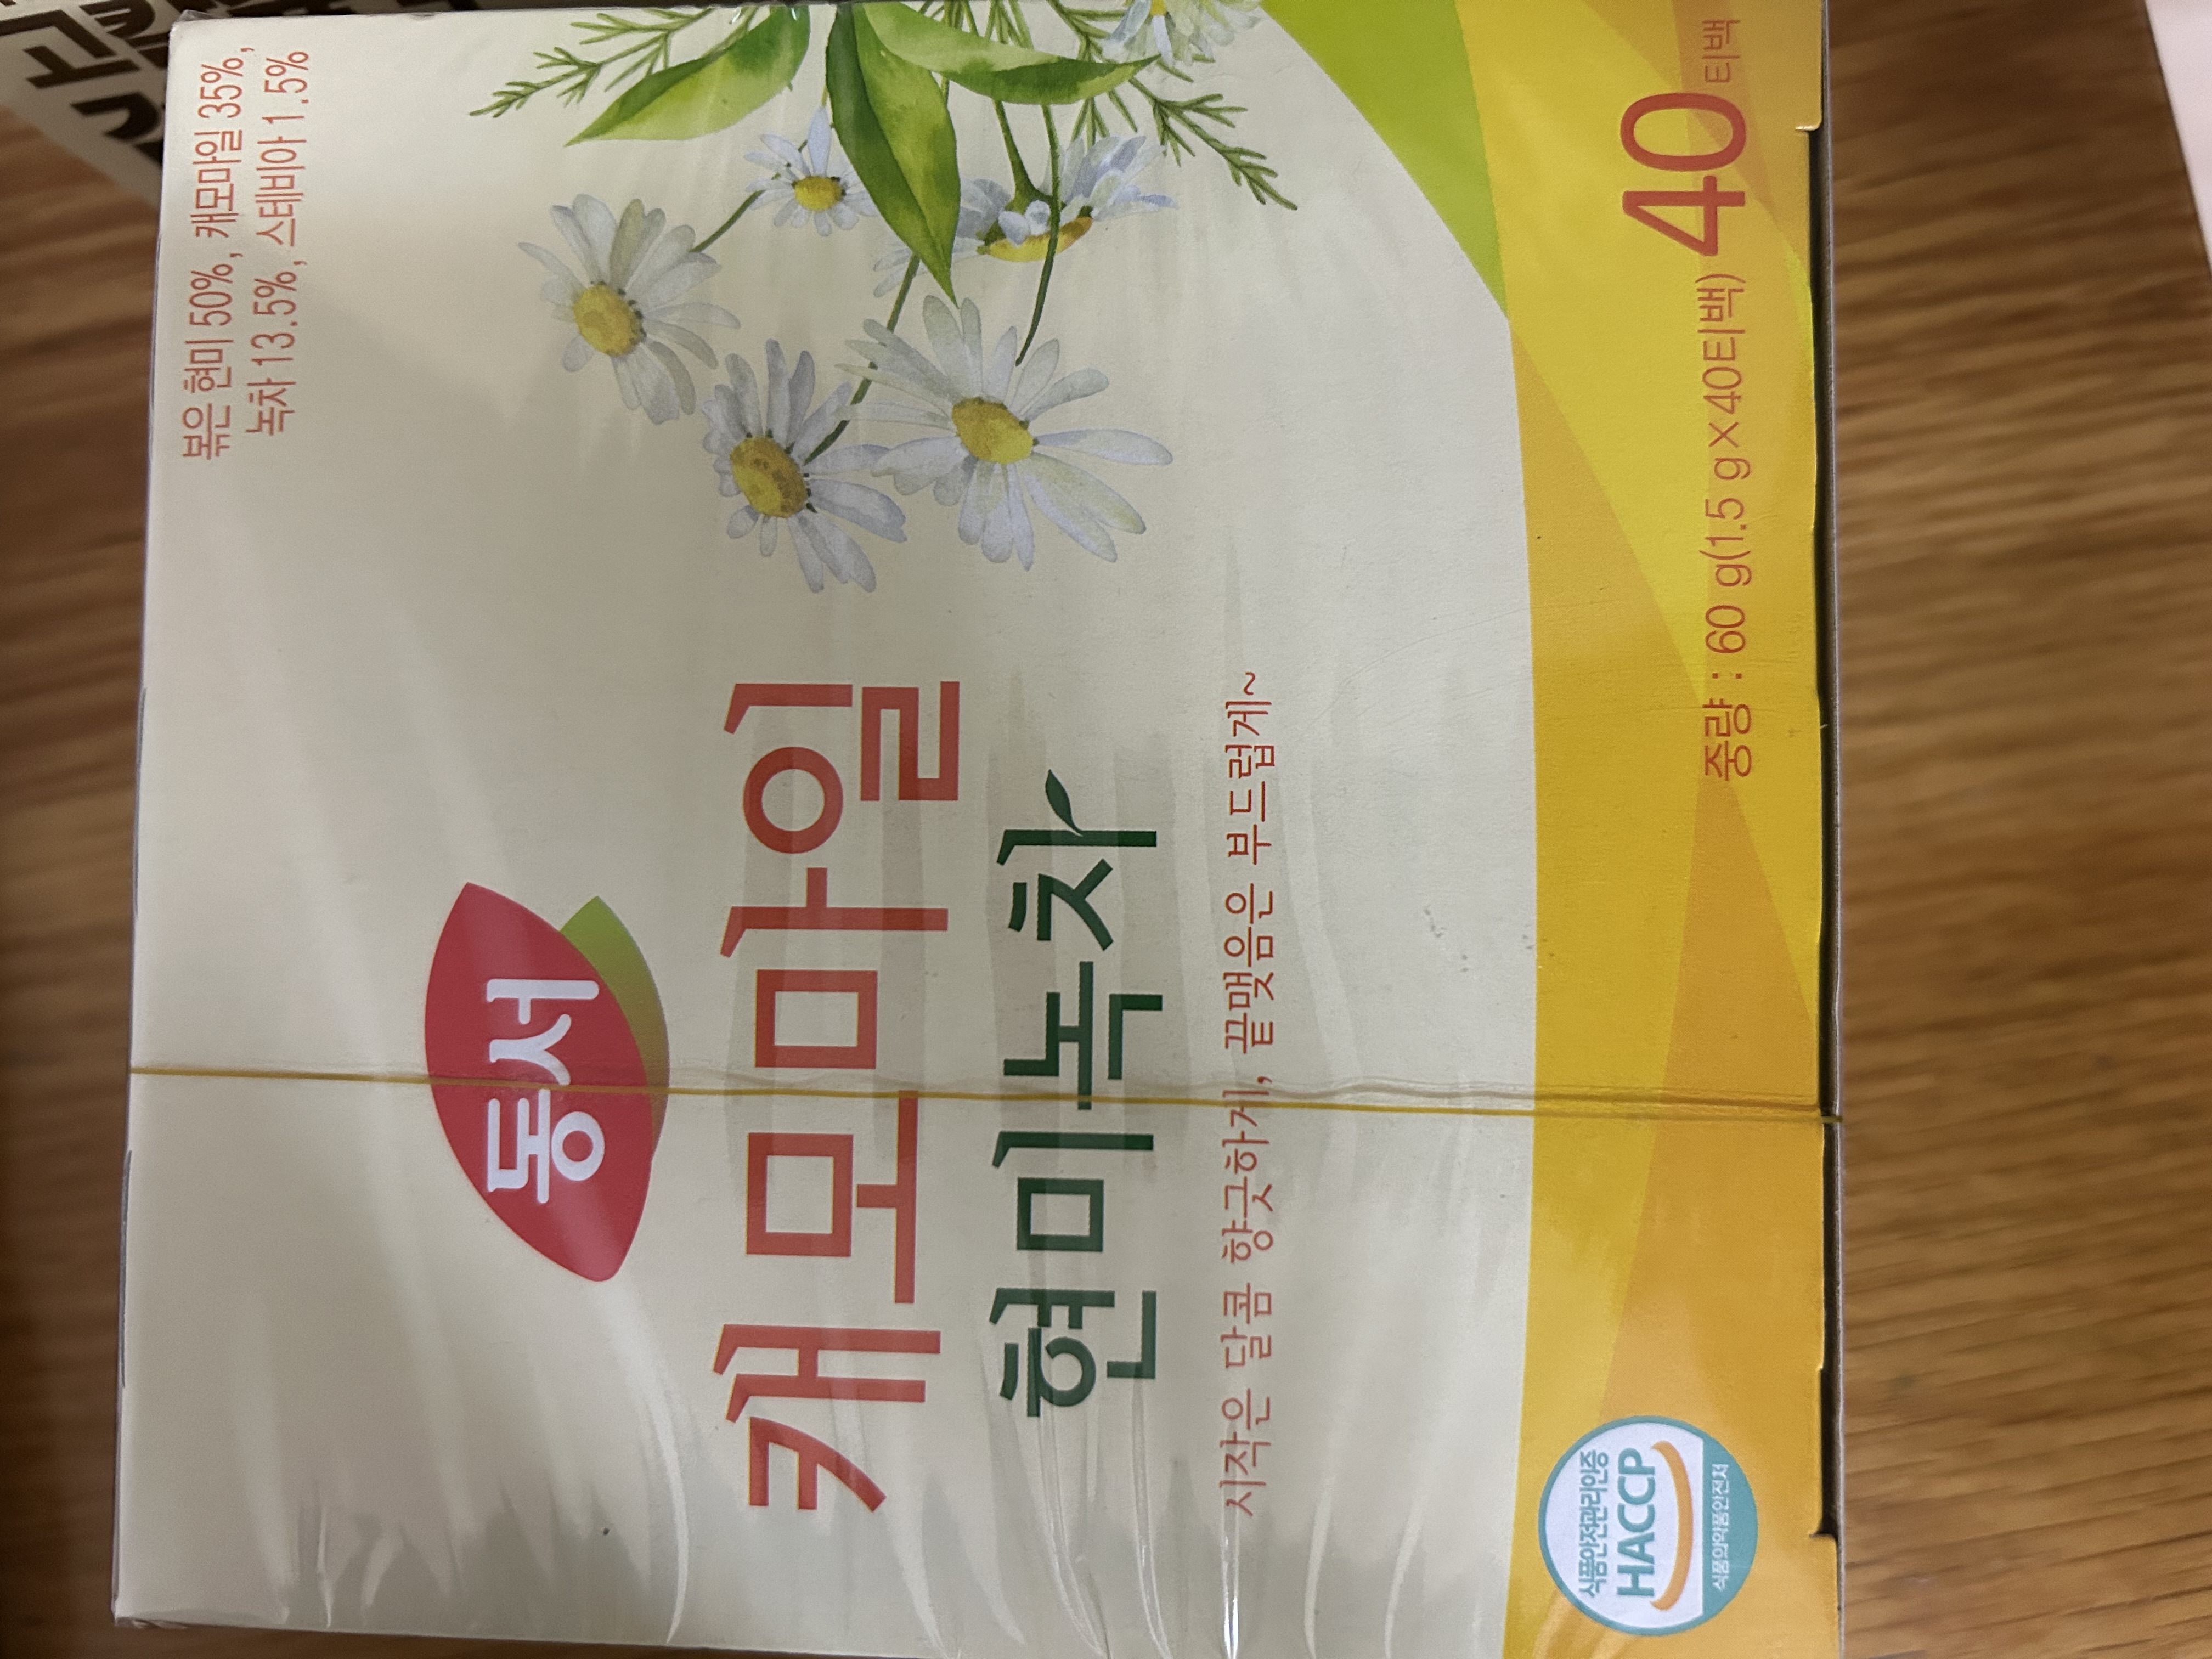 볶은 현미 50%, 캐모마일 35%,
녹차 13.5%, 스테비아 1.5%
동서
캐모마일
현미녹차
시작은 달콤 향긋하게, 끝맺음은 부드럽게~
식품안전관리인증
HACCP
식품의약품안전처
중량 : 60 g(1.5 g×40티백) 40 티백